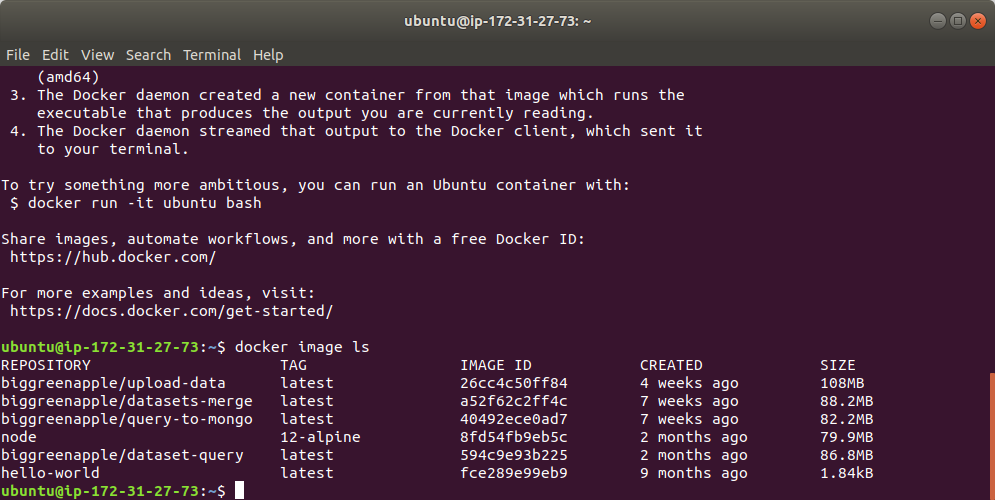 ubuntu@ip-172-31-27-73: ~
File Edit View Search Terminal Help
(amd64)
3. The Docker daemon created a new container from that image which runs the
executable that produces the output you are currently reading.
4. The Docker daemon streamed that output to the Docker client, which sent it
to your terminal.
To try something more ambitious, you can run an Ubuntu container with:
$ docker run -it ubuntu bash
Share images, automate workflows, and more with a free Docker ID:
https://hub.docker.com/
For more examples and ideas, visit:
https://docs.docker.com/get-started/
ubuntu@ip-172-31-27-73:~$ docker image ls
REPOSITORY TAG IMAGE ID CREATED SIZE
biggreenapple/upload-data latest 26cc4c50ff84 4 weeks ago 108MB
biggreenapple/datasets-merge latest a52f62c2ff4c 7 weeks ago 88.2MB
biggreenapple/query-to-mongo latest 40492ece0ad7 7 weeks ago 82.2MB
node 12-alpine 8fd54fb9eb5c 2 months ago 79.9MB
biggreenapple/dataset-query latest 594c9e93b225 2 months ago 86.8MB
hello-world latest fce289e99eb9 9 months ago 1.84kB
ubuntu@ip-172-31-27-73:~$